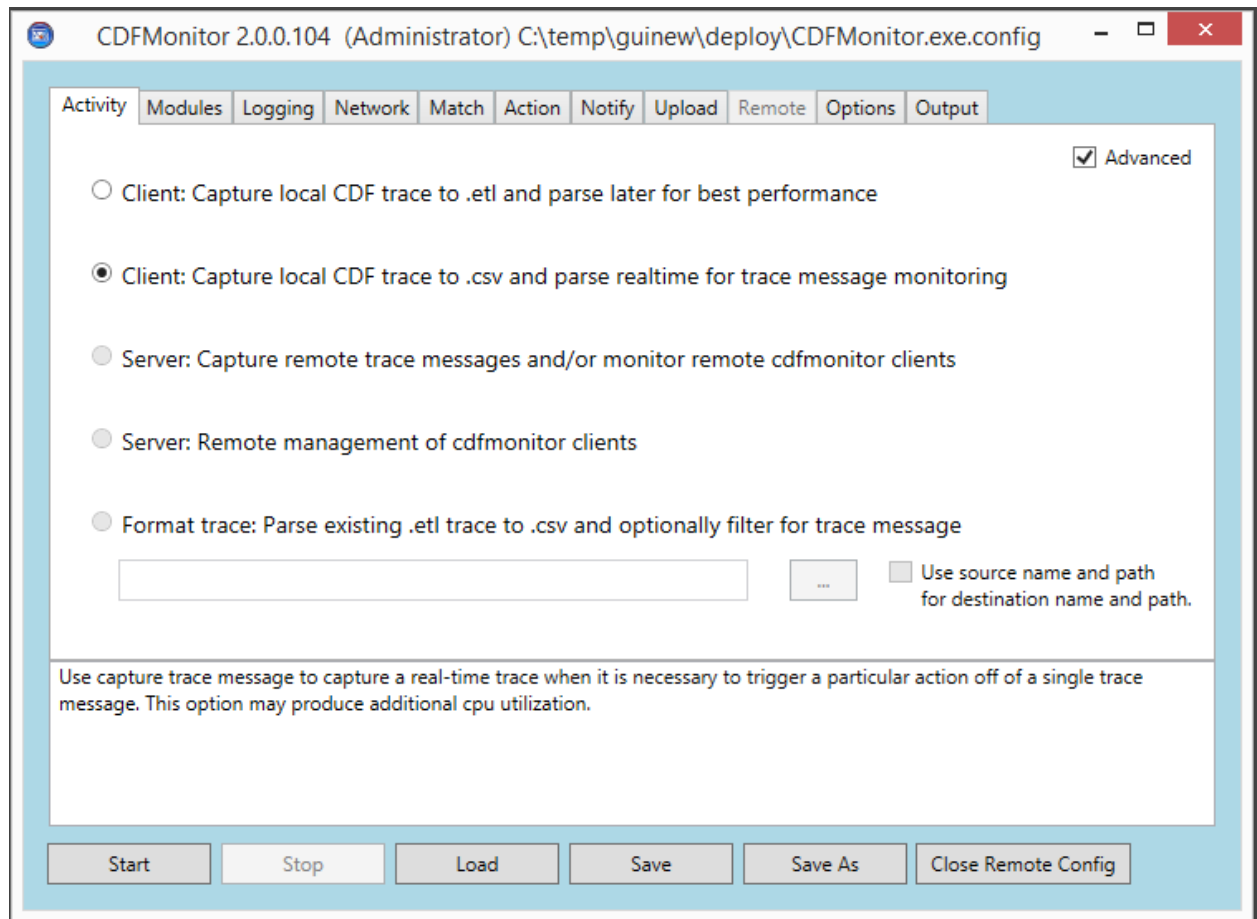 CDFMonitor 2.0.0.104 (Administrator) C:\temp\guinew\deploy\CDFMonitor.exe.config
Activity Modules Logging Network Match Action Notify Upload Remote Options Output
Advanced
Client: Capture local CDF trace to .etl and parse later for best performance
Client: Capture local CDF trace to .csv and parse realtime for trace message monitoring
Server: Capture remote trace messages and/or monitor remote cdfmonitor clients
Server: Remote management of cdfmonitor clients
Format trace: Parse existing .etl trace to .csv and optionally filter for trace message
... Use source name and path
for destination name and path.
Use capture trace message to capture a real-time trace when it is necessary to trigger a particular action off of a single trace
message. This option may produce additional cpu utilization.
Start Stop Load Save Save As Close Remote Config